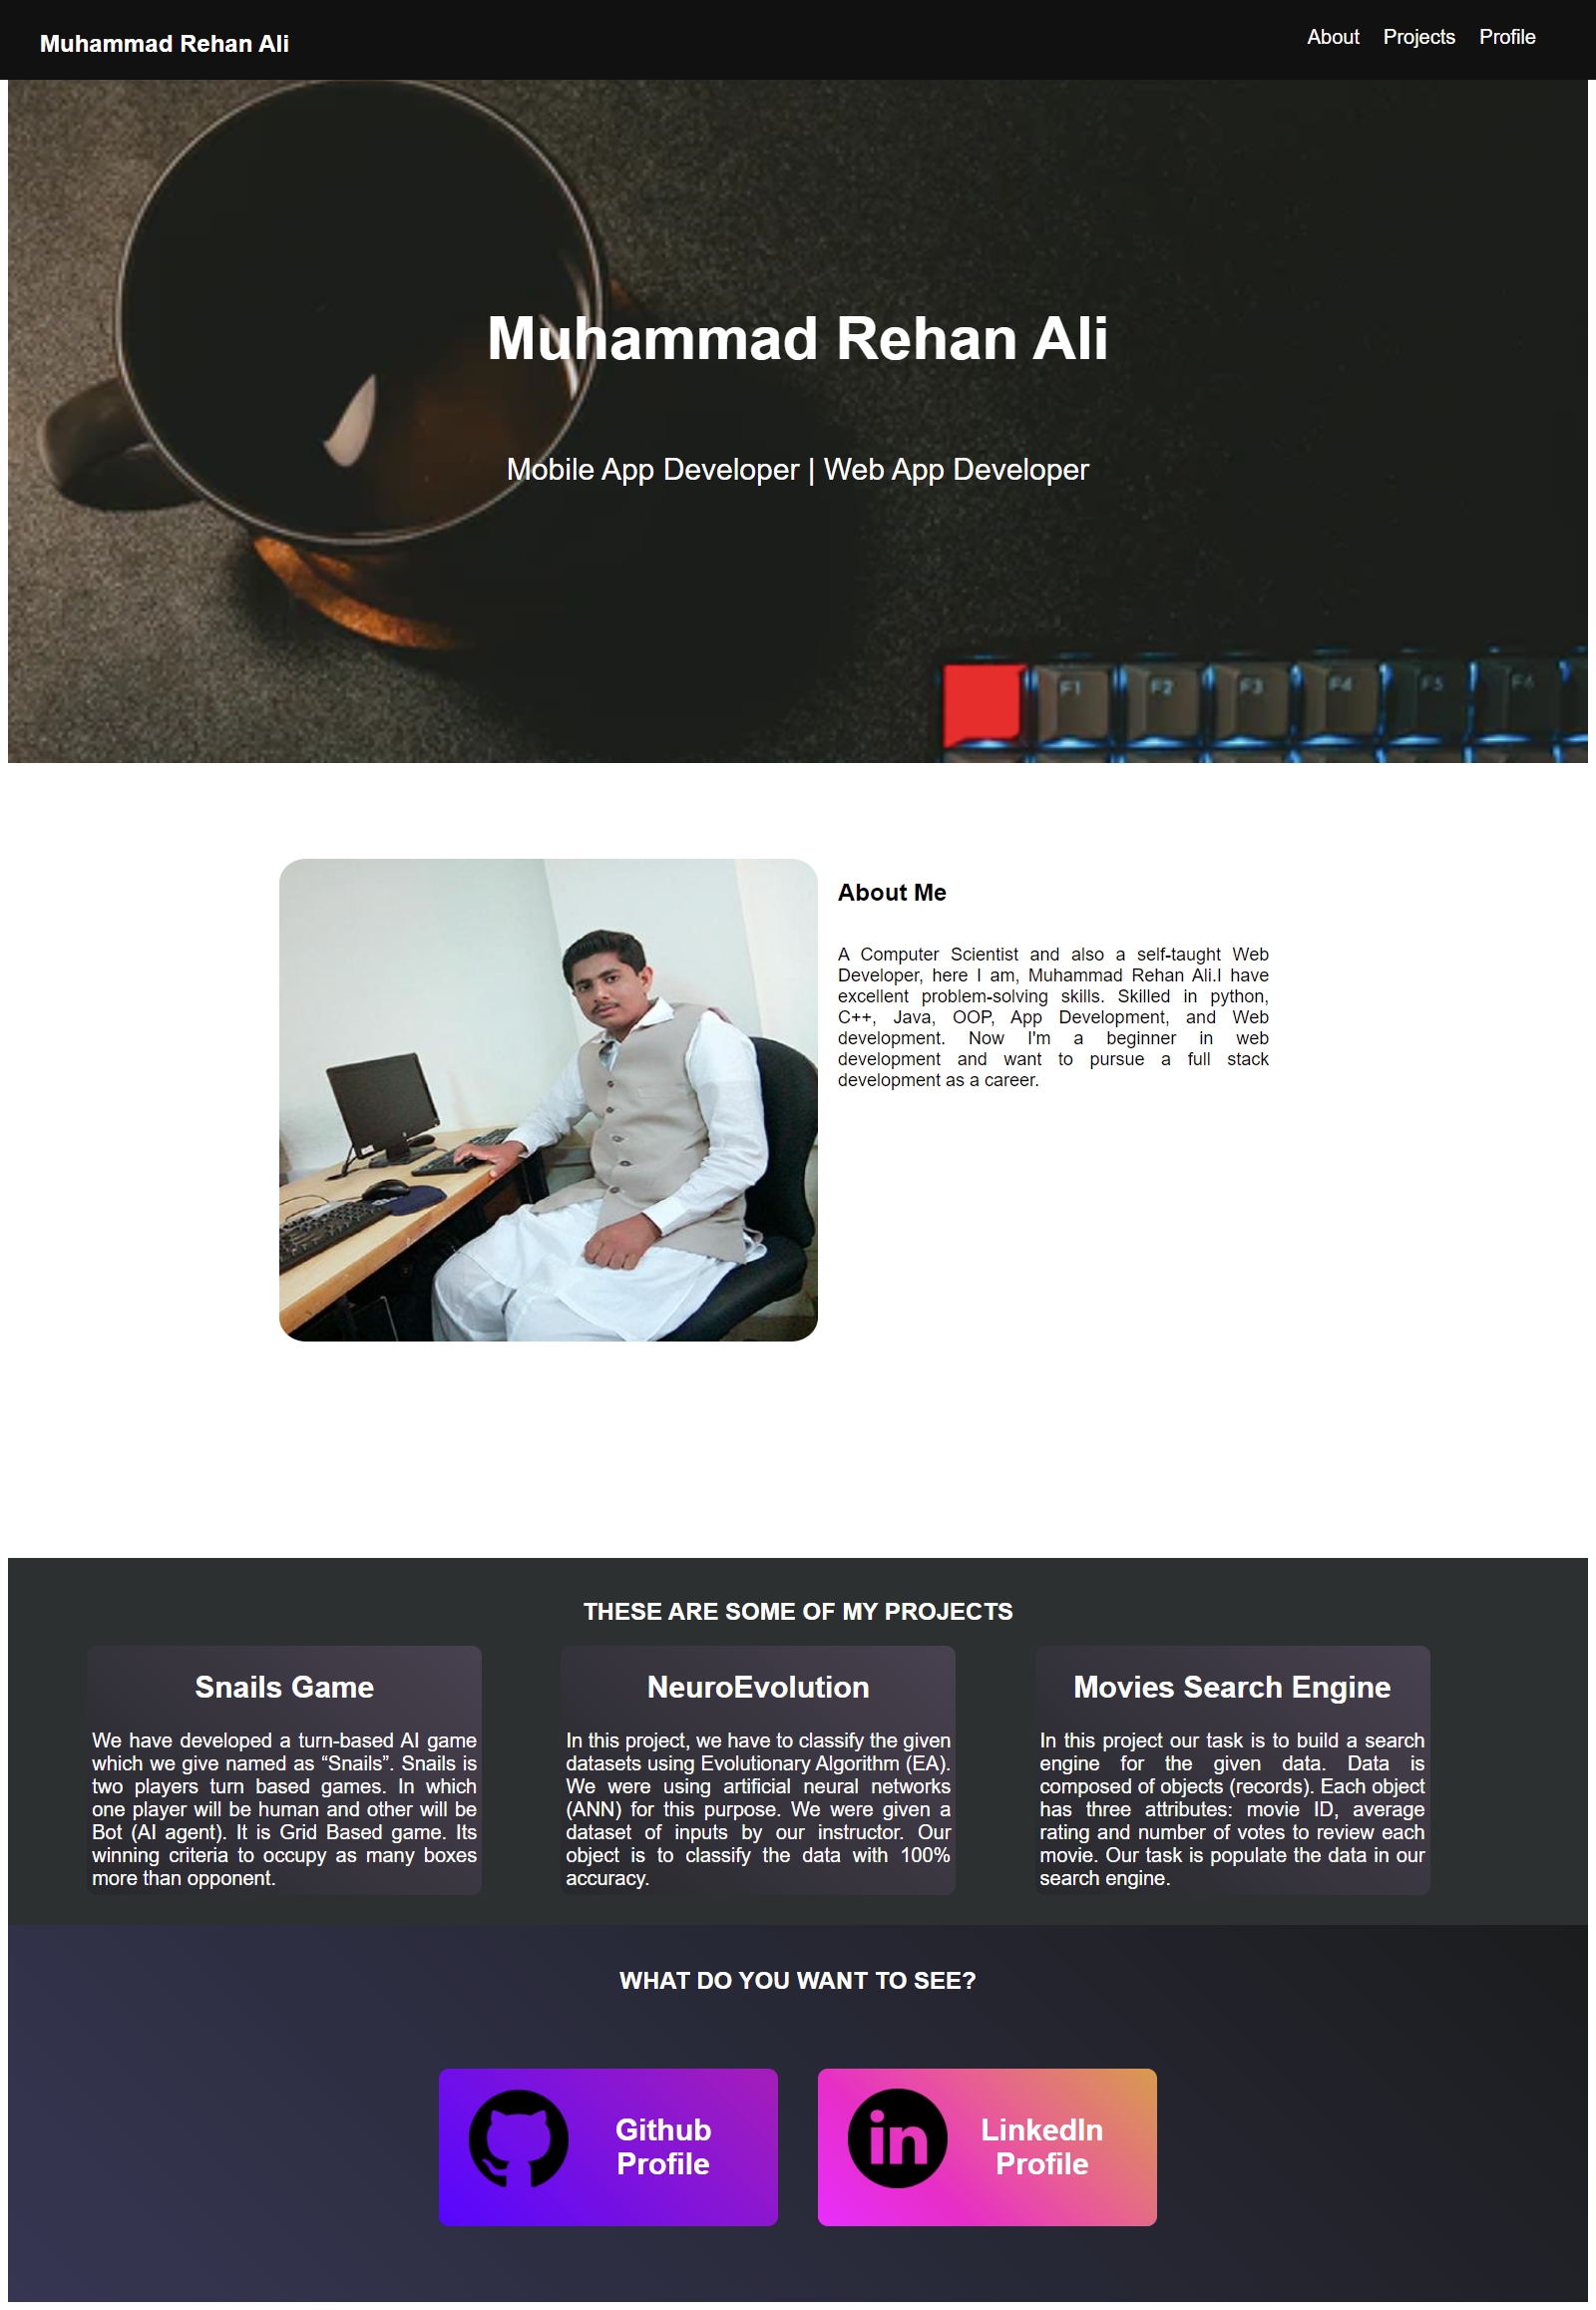 Muhammad Rehan Ali
About Projects Profile
Muhammad Rehan Ali
Mobile App Developer | Web App Developer
F1 F2 F3 F4 F5 F6
About Me
A Computer Scientist and also a self-taught Web
Developer, here I am, Muhammad Rehan Ali.I have
excellent problem-solving skills. Skilled in python,
C++, Java, OOP, App Development, and Web
development. Now I'm a beginner in web
development and want to pursue a full stack
development as a career.
THESE ARE SOME OF MY PROJECTS
Snails Game
We have developed a turn-based AI game
which we give named as “Snails”. Snails is
two players turn based games. In which
one player will be human and other will be
Bot (AI agent). It is Grid Based game. Its
winning criteria to occupy as many boxes
more than opponent.
NeuroEvolution
In this project, we have to classify the given
datasets using Evolutionary Algorithm (EA).
We were using artificial neural networks
(ANN) for this purpose. We were given a
dataset of inputs by our instructor. Our
object is to classify the data with 100%
accuracy.
Movies Search Engine
In this project our task is to build a search
engine for the given data. Data is
composed of objects (records). Each object
has three attributes: movie ID, average
rating and number of votes to review each
movie. Our task is populate the data in our
search engine.
WHAT DO YOU WANT TO SEE?
Github
Profile
in
LinkedIn
Profile